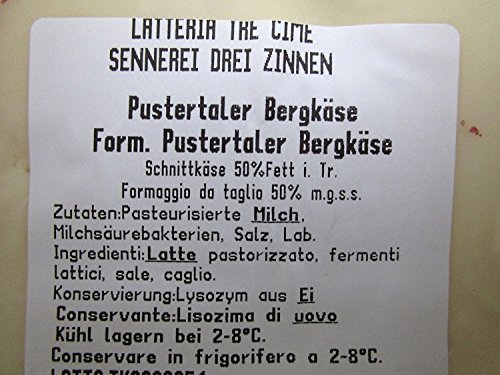 LATTERIA TRE CIME
SENNEREI DREI ZINNEN
Pustertaler Bergkäse
Form. Pustertaler Bergkäse
Schnittkäse 50%Fett i. Tr.
Formaggio da taglio 50% m.g.s.s.
Zutaten:Pasteurisierte Milch,
Milchsäurebakterien, Salz, Lab.
Ingredienti:Latte pastorizzato, fermenti
lattici, sale, caglio.
Konservierung:Lysozym aus Ei
Conservante:Lisozima di uovo
Kühl lagern bei 2-8°C.
Conservare in frigorifero a 2-8°C.